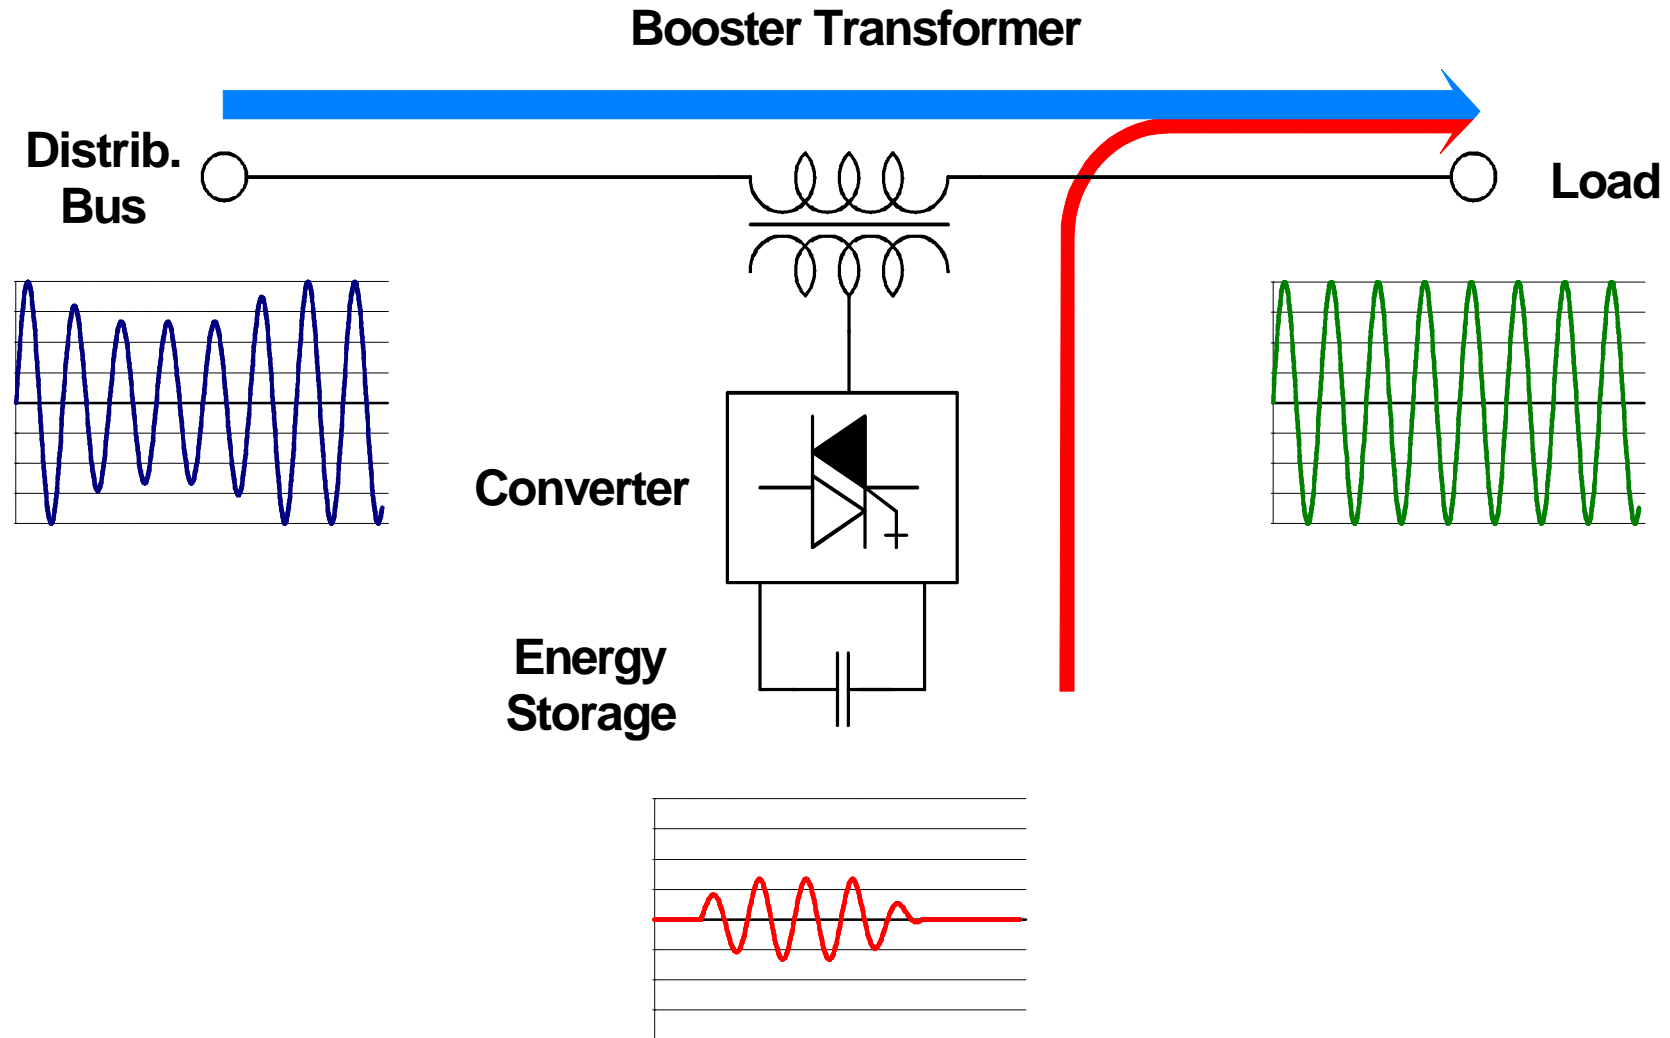 Booster Transformer
Distrib.
Bus
Load
Converter
Energy
Storage